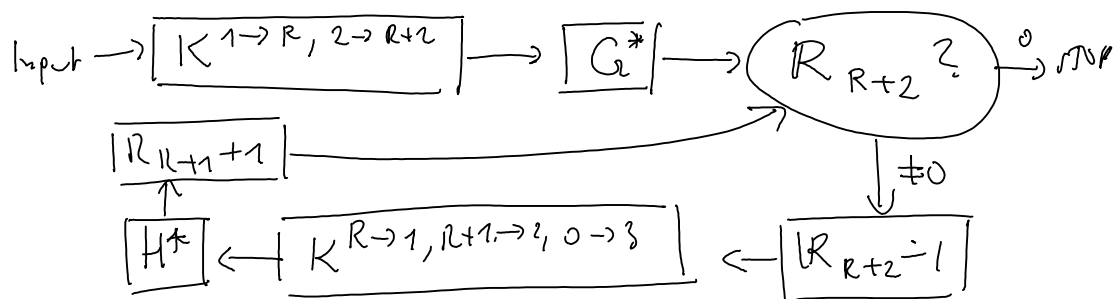 Input → K^{1→R, 2→R+2} → G* → R_{R+2} ? 0 → STOP
R_{R+1}+1
≠0
H* ← K^{R→1, R+1→2, 0→3} ← R_{R+2}∸1